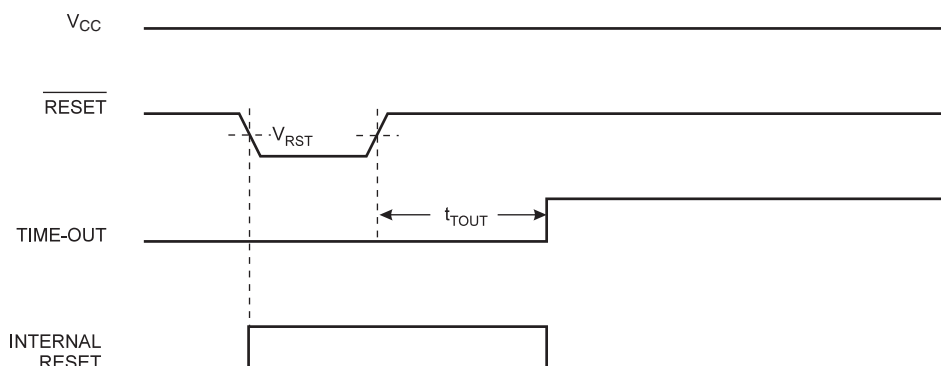 VCC
RESET
VRST
tTOUT
TIME-OUT
INTERNAL
RESET